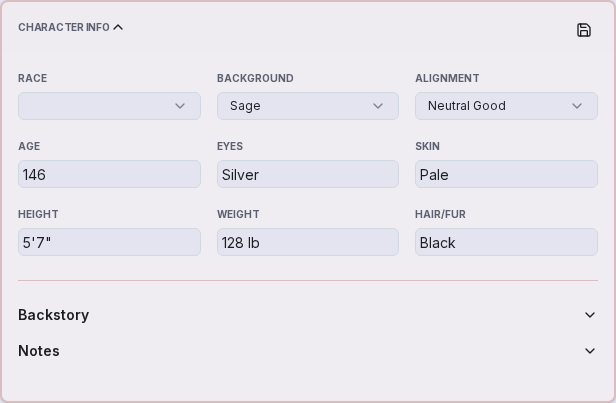 CHARACTER INFO
RACE BACKGROUND ALIGNMENT
Sage Neutral Good
AGE EYES SKIN
146 Silver Pale
HEIGHT WEIGHT HAIR/FUR
5'7" 128 lb Black
Backstory
Notes